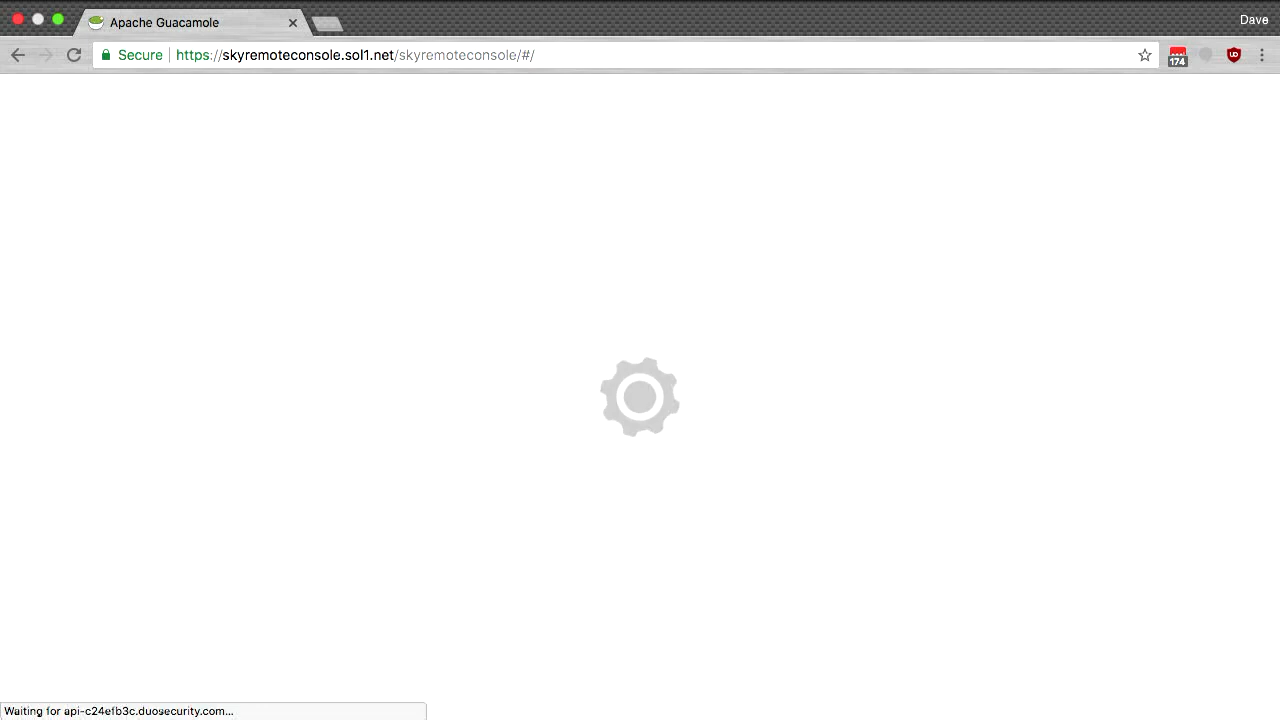 Apache Guacamole
Dave
Secure
https://skyremoteconsole.sol1.net/skyremoteconsole/#/
174
Waiting for api-c24efb3c.duosecurity.com...